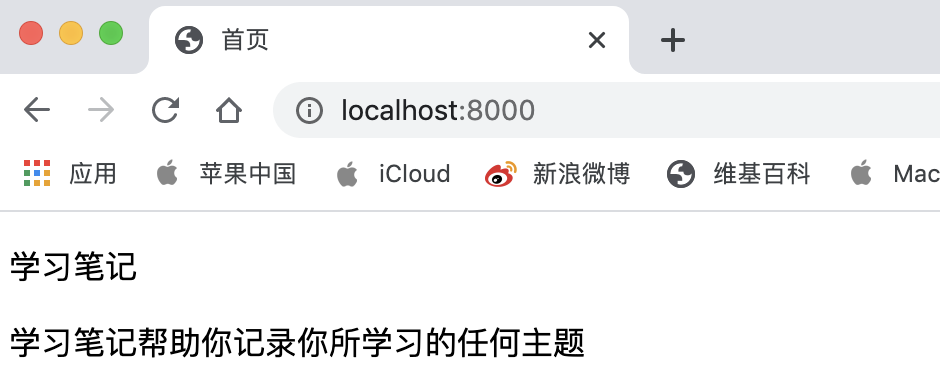 首页
localhost:8000
应用 苹果中国 iCloud 新浪微博 维基百科 Mac
学习笔记
学习笔记帮助你记录你所学习的任何主题